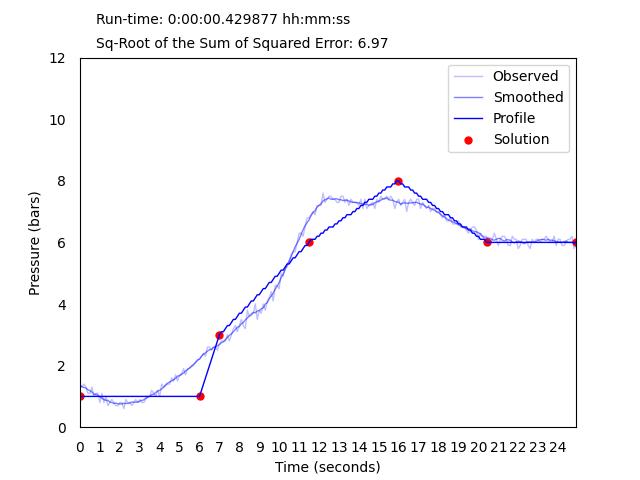 Run-time: 0:00:00.429877 hh:mm:ss
Sq-Root of the Sum of Squared Error: 6.97
12
10
8
6
4
2
0
Pressure (bars)
Observed
Smoothed
Profile
Solution
0 1 2 3 4 5 6 7 8 9 10 11 12 13 14 15 16 17 18 19 20 21 22 23 24
Time (seconds)